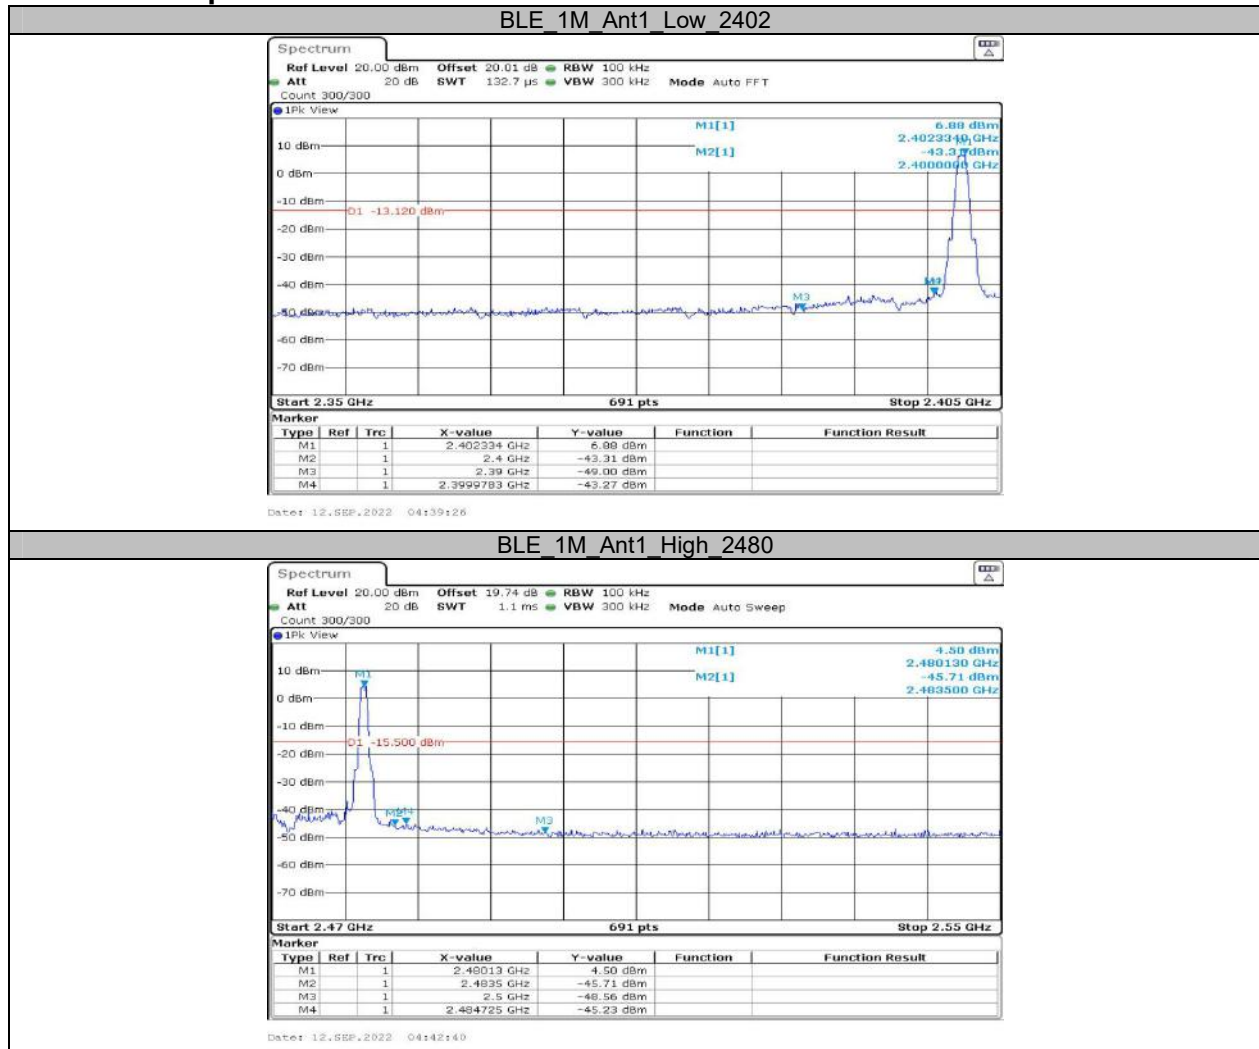 BLE_1M_Ant1_Low_2402
Spectrum
Ref Level 20.00 dBm Offset 20.01 dB RBW 100 kHz
Att 20 dB SWT 132.7 µs VBW 300 kHz Mode Auto FFT
Count 300/300
1Pk View
M1[1] 6.88 dBm
2.4023340 GHz
10 dBm
M2[1] -43.31 dBm
2.4000000 GHz
M1
0 dBm
-10 dBm
D1 -13.120 dBm
-20 dBm
-30 dBm
-40 dBm
M3
-50 dBm
-60 dBm
-70 dBm
Start 2.35 GHz 691 pts Stop 2.405 GHz
Marker
Type Ref Trc X-value Y-value Function Function Result
M1 1 2.402334 GHz 6.88 dBm
M2 1 2.4 GHz -43.31 dBm
M3 1 2.39 GHz -49.00 dBm
M4 1 2.3999783 GHz -43.27 dBm
Date: 12.SEP.2022 04:39:26
BLE_1M_Ant1_High_2480
Spectrum
Ref Level 20.00 dBm Offset 19.74 dB RBW 100 kHz
Att 20 dB SWT 1.1 ms VBW 300 kHz Mode Auto Sweep
Count 300/300
1Pk View
M1[1] 4.50 dBm
2.480130 GHz
10 dBm
M1
M2[1] -45.71 dBm
2.483500 GHz
0 dBm
-10 dBm
D1 -15.500 dBm
-20 dBm
-30 dBm
-40 dBm
M2 M4
M3
-50 dBm
-60 dBm
-70 dBm
Start 2.47 GHz 691 pts Stop 2.55 GHz
Marker
Type Ref Trc X-value Y-value Function Function Result
M1 1 2.48013 GHz 4.50 dBm
M2 1 2.4835 GHz -45.71 dBm
M3 1 2.5 GHz -48.56 dBm
M4 1 2.484725 GHz -45.23 dBm
Date: 12.SEP.2022 04:42:40